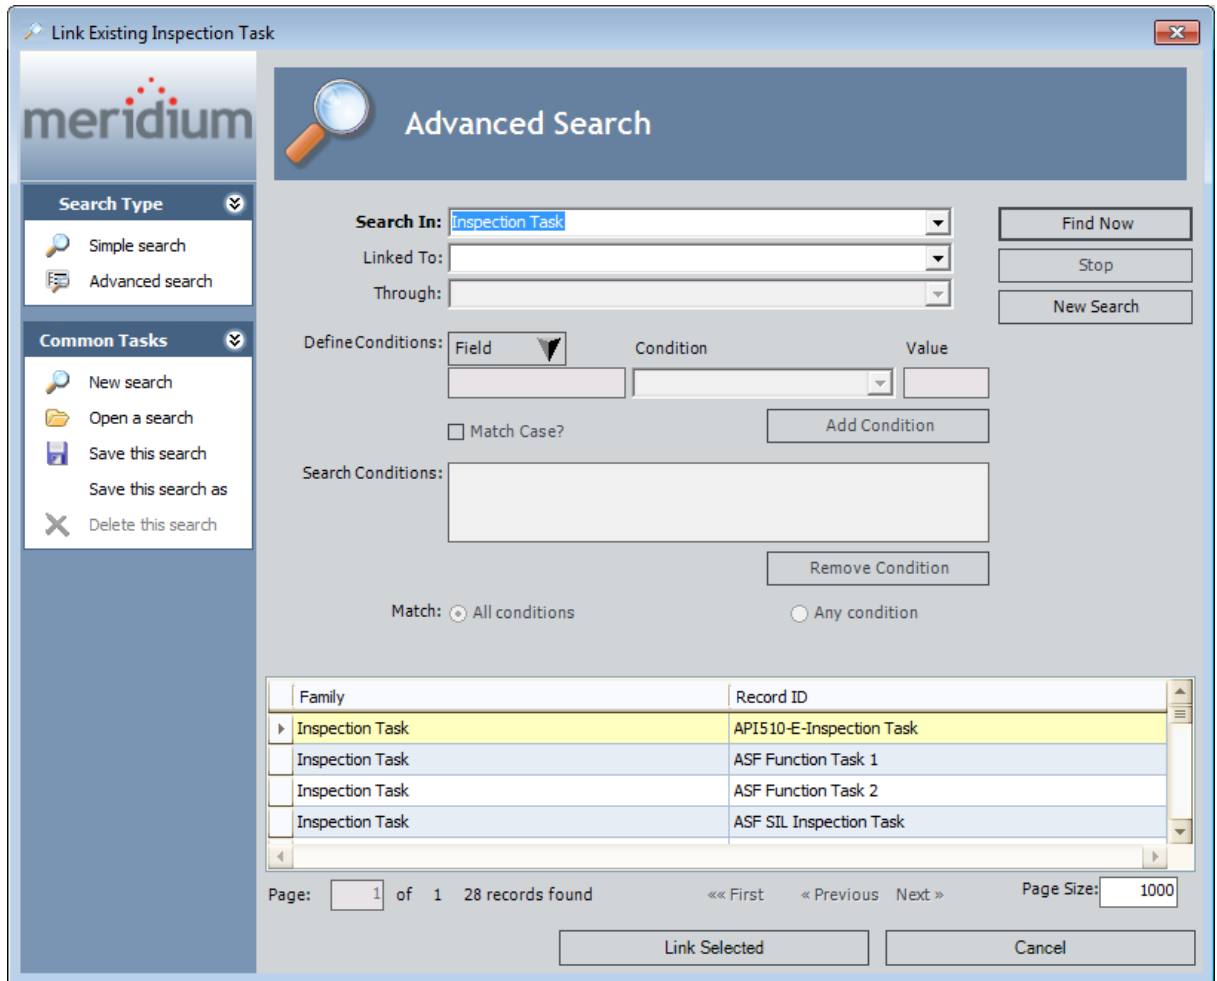 Link Existing Inspection Task
meridium
Advanced Search
Search Type
Simple search
Advanced search
Common Tasks
New search
Open a search
Save this search
Save this search as
Delete this search
Search In: Inspection Task
Linked To:
Through:
Find Now
Stop
New Search
Define Conditions: Field Condition Value
Match Case? Add Condition
Search Conditions:
Remove Condition
Match: All conditions Any condition
Family Record ID
Inspection Task API510-E-Inspection Task
Inspection Task ASF Function Task 1
Inspection Task ASF Function Task 2
Inspection Task ASF SIL Inspection Task
Page: 1 of 1 28 records found «« First « Previous Next » Page Size: 1000
Link Selected Cancel